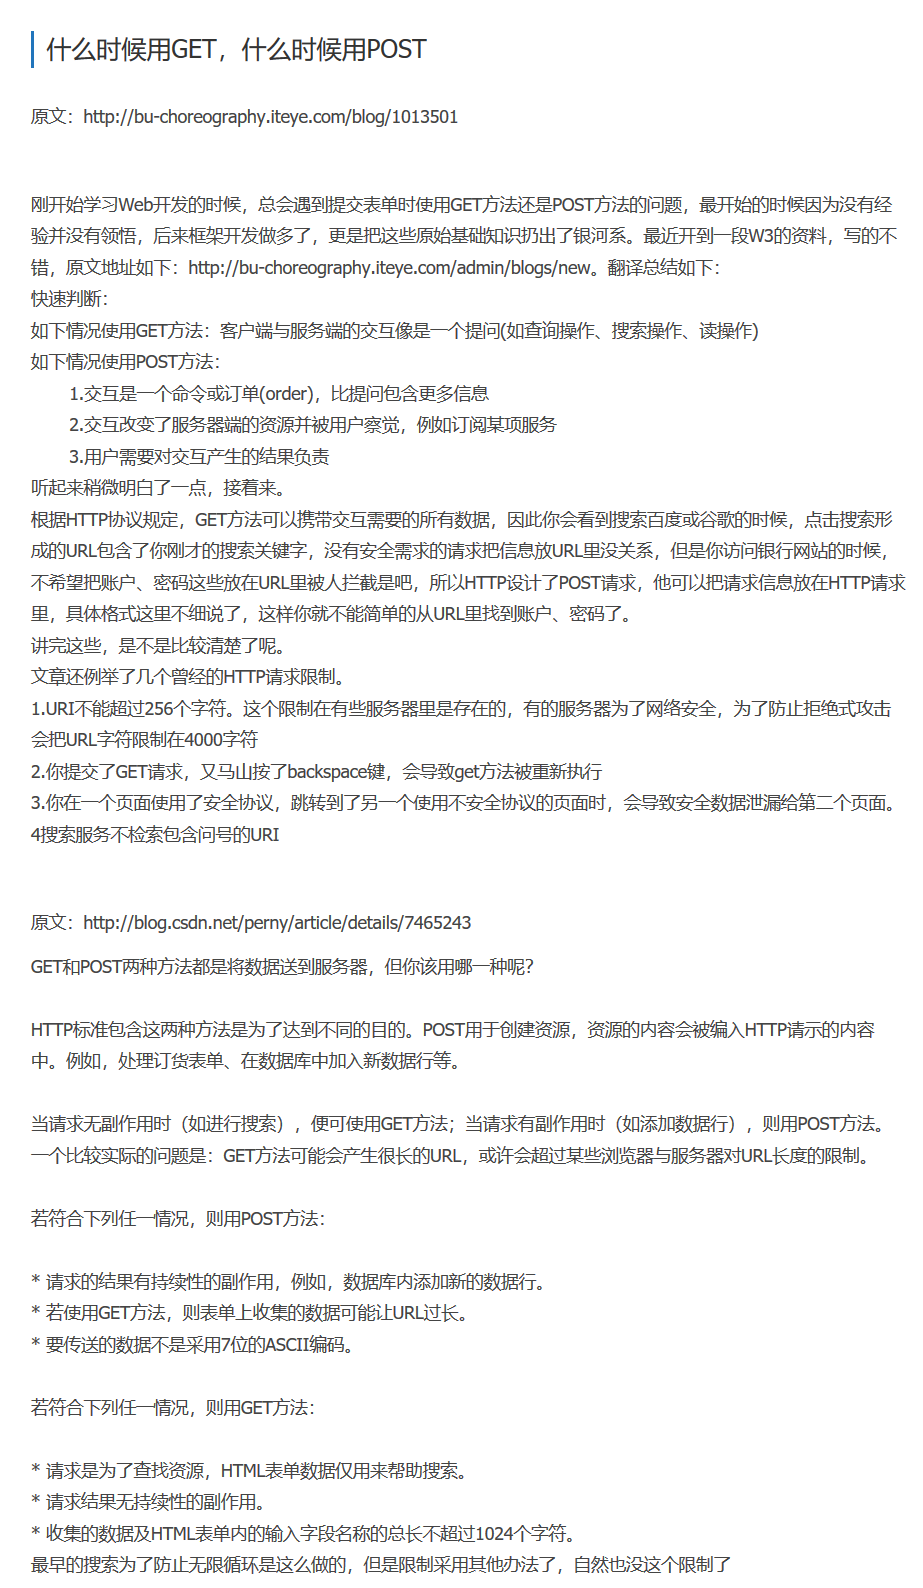 什么时候用GET，什么时候用POST
原文：http://bu-choreography.iteye.com/blog/1013501
刚开始学习Web开发的时候，总会遇到提交表单时使用GET方法还是POST方法的问题，最开始的时候因为没有经
验并没有领悟，后来框架开发做多了，更是把这些原始基础知识扔出了银河系。最近开到一段W3的资料，写的不
错，原文地址如下：http://bu-choreography.iteye.com/admin/blogs/new。翻译总结如下：
快速判断：
如下情况使用GET方法：客户端与服务端的交互像是一个提问(如查询操作、搜索操作、读操作)
如下情况使用POST方法：
1.交互是一个命令或订单(order)，比提问包含更多信息
2.交互改变了服务器端的资源并被用户察觉，例如订阅某项服务
3.用户需要对交互产生的结果负责
听起来稍微明白了一点，接着来。
根据HTTP协议规定，GET方法可以携带交互需要的所有数据，因此你会看到搜索百度或谷歌的时候，点击搜索形
成的URL包含了你刚才的搜索关键字，没有安全需求的请求把信息放URL里没关系，但是你访问银行网站的时候，
不希望把账户、密码这些放在URL里被人拦截是吧，所以HTTP设计了POST请求，他可以把请求信息放在HTTP请求
里，具体格式这里不细说了，这样你就不能简单的从URL里找到账户、密码了。
讲完这些，是不是比较清楚了呢。
文章还例举了几个曾经的HTTP请求限制。
1.URI不能超过256个字符。这个限制在有些服务器里是存在的，有的服务器为了网络安全，为了防止拒绝式攻击
会把URL字符限制在4000字符
2.你提交了GET请求，又马山按了backspace键，会导致get方法被重新执行
3.你在一个页面使用了安全协议，跳转到了另一个使用不安全协议的页面时，会导致安全数据泄漏给第二个页面。
4搜索服务不检索包含问号的URI
原文：http://blog.csdn.net/perny/article/details/7465243
GET和POST两种方法都是将数据送到服务器，但你该用哪一种呢？
HTTP标准包含这两种方法是为了达到不同的目的。POST用于创建资源，资源的内容会被编入HTTP请示的内容
中。例如，处理订货表单、在数据库中加入新数据行等。
当请求无副作用时（如进行搜索），便可使用GET方法；当请求有副作用时（如添加数据行），则用POST方法。
一个比较实际的问题是：GET方法可能会产生很长的URL，或许会超过某些浏览器与服务器对URL长度的限制。
若符合下列任一情况，则用POST方法：
* 请求的结果有持续性的副作用，例如，数据库内添加新的数据行。
* 若使用GET方法，则表单上收集的数据可能让URL过长。
* 要传送的数据不是采用7位的ASCII编码。
若符合下列任一情况，则用GET方法：
* 请求是为了查找资源，HTML表单数据仅用来帮助搜索。
* 请求结果无持续性的副作用。
* 收集的数据及HTML表单内的输入字段名称的总长不超过1024个字符。
最早的搜索为了防止无限循环是这么做的，但是限制采用其他办法了，自然也没这个限制了